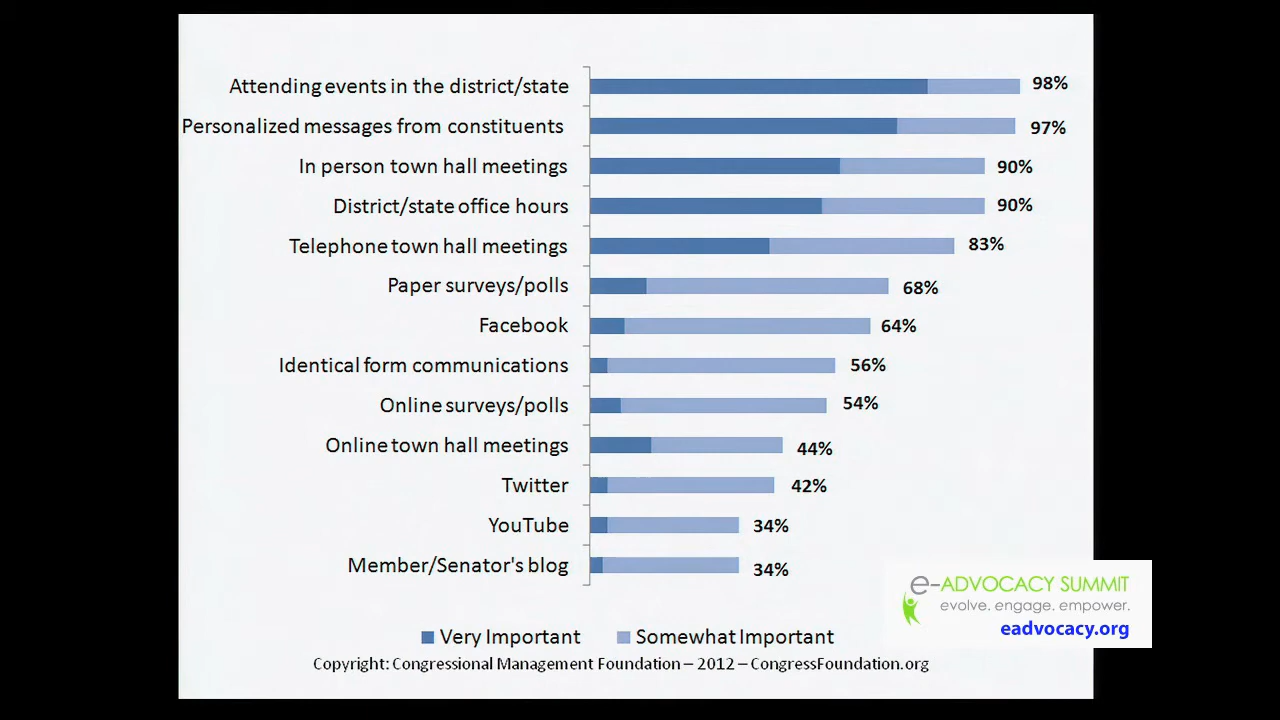 Attending events in the district/state 98%
Personalized messages from constituents 97%
In person town hall meetings 90%
District/state office hours 90%
Telephone town hall meetings 83%
Paper surveys/polls 68%
Facebook 64%
Identical form communications 56%
Online surveys/polls 54%
Online town hall meetings 44%
Twitter 42%
YouTube 34%
Member/Senator's blog 34%
e-ADVOCACY SUMMIT
evolve. engage. empower.
eadvocacy.org
Very Important Somewhat Important
Copyright: Congressional Management Foundation – 2012 – CongressFoundation.org